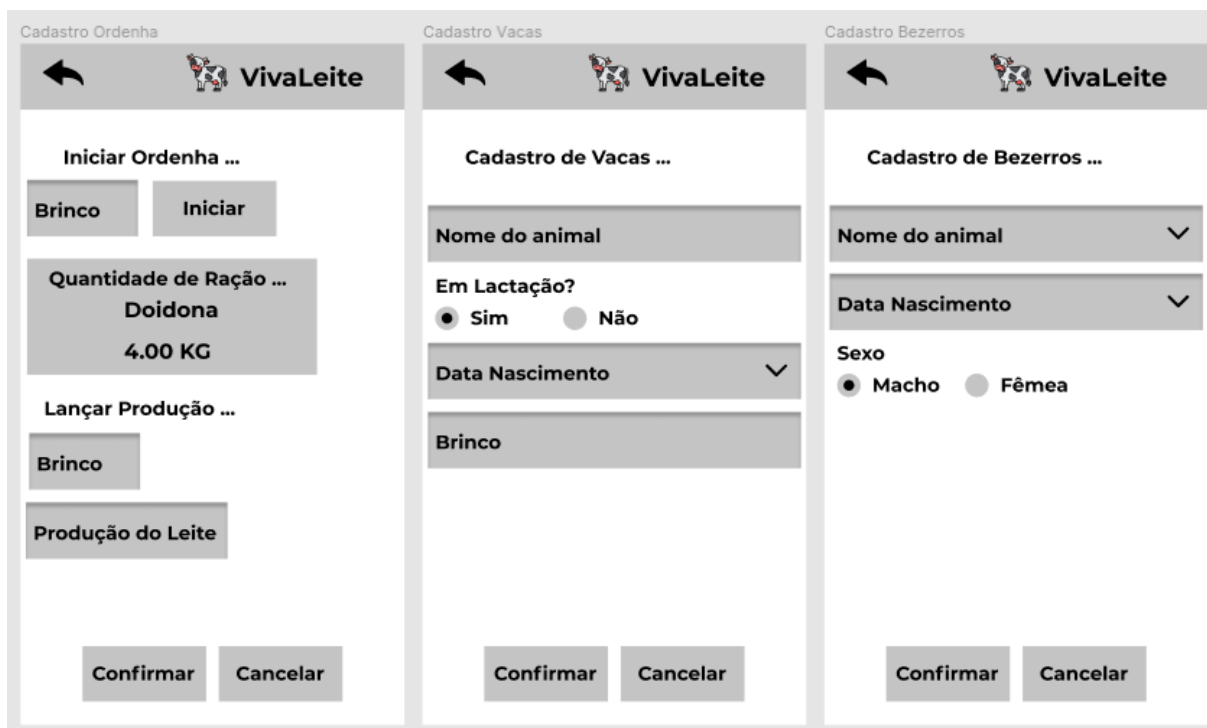 Cadastro Ordenha
VivaLeite
Iniciar Ordenha ...
Brinco
Iniciar
Quantidade de Ração ...
Doidona
4.00 KG
Lançar Produção ...
Brinco
Produção do Leite
Confirmar
Cancelar
Cadastro Vacas
VivaLeite
Cadastro de Vacas ...
Nome do animal
Em Lactação?
Sim
Não
Data Nascimento
Brinco
Confirmar
Cancelar
Cadastro Bezerros
VivaLeite
Cadastro de Bezerros ...
Nome do animal
Data Nascimento
Sexo
Macho
Fêmea
Confirmar
Cancelar